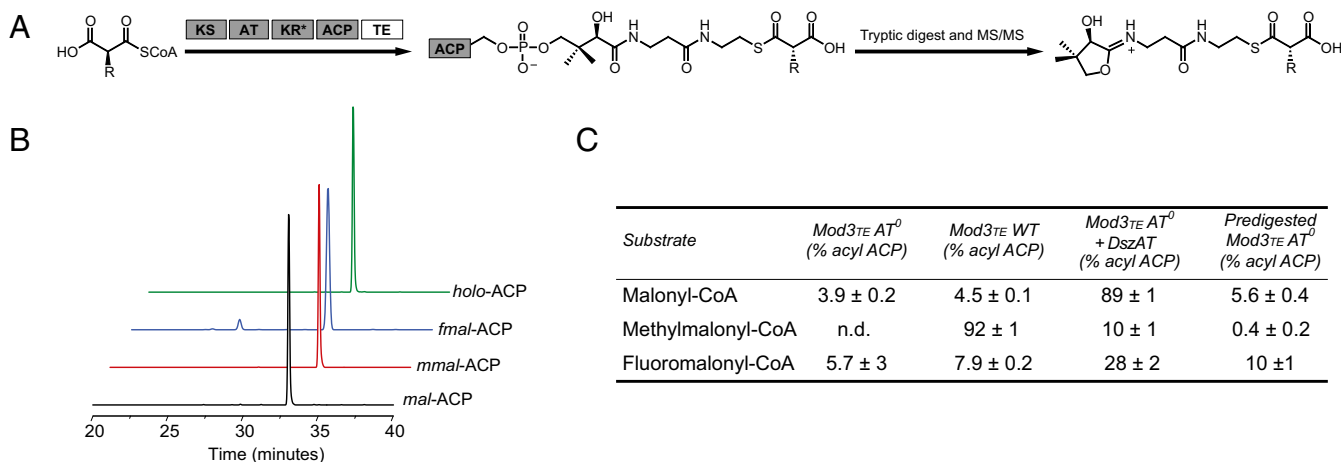 A
HO
O
O
SCoA
R
KS AT KR* ACP TE
ACP
O
O
P
O⁻
O
OH
O
N
H
O
N
H
S
O
O
OH
R
Tryptic digest and MS/MS
OH
O
N
H
+
O
N
H
S
O
O
OH
R
B
holo-ACP
fmal-ACP
mmal-ACP
mal-ACP
20 25 30 35 40
Time (minutes)
C
Substrate Mod3TE AT⁰ (% acyl ACP) Mod3TE WT (% acyl ACP) Mod3TE AT⁰ + DszAT (% acyl ACP) Predigested Mod3TE AT⁰ (% acyl ACP)
Malonyl-CoA 3.9 ± 0.2 4.5 ± 0.1 89 ± 1 5.6 ± 0.4
Methylmalonyl-CoA n.d. 92 ± 1 10 ± 1 0.4 ± 0.2
Fluoromalonyl-CoA 5.7 ± 3 7.9 ± 0.2 28 ± 2 10 ±1